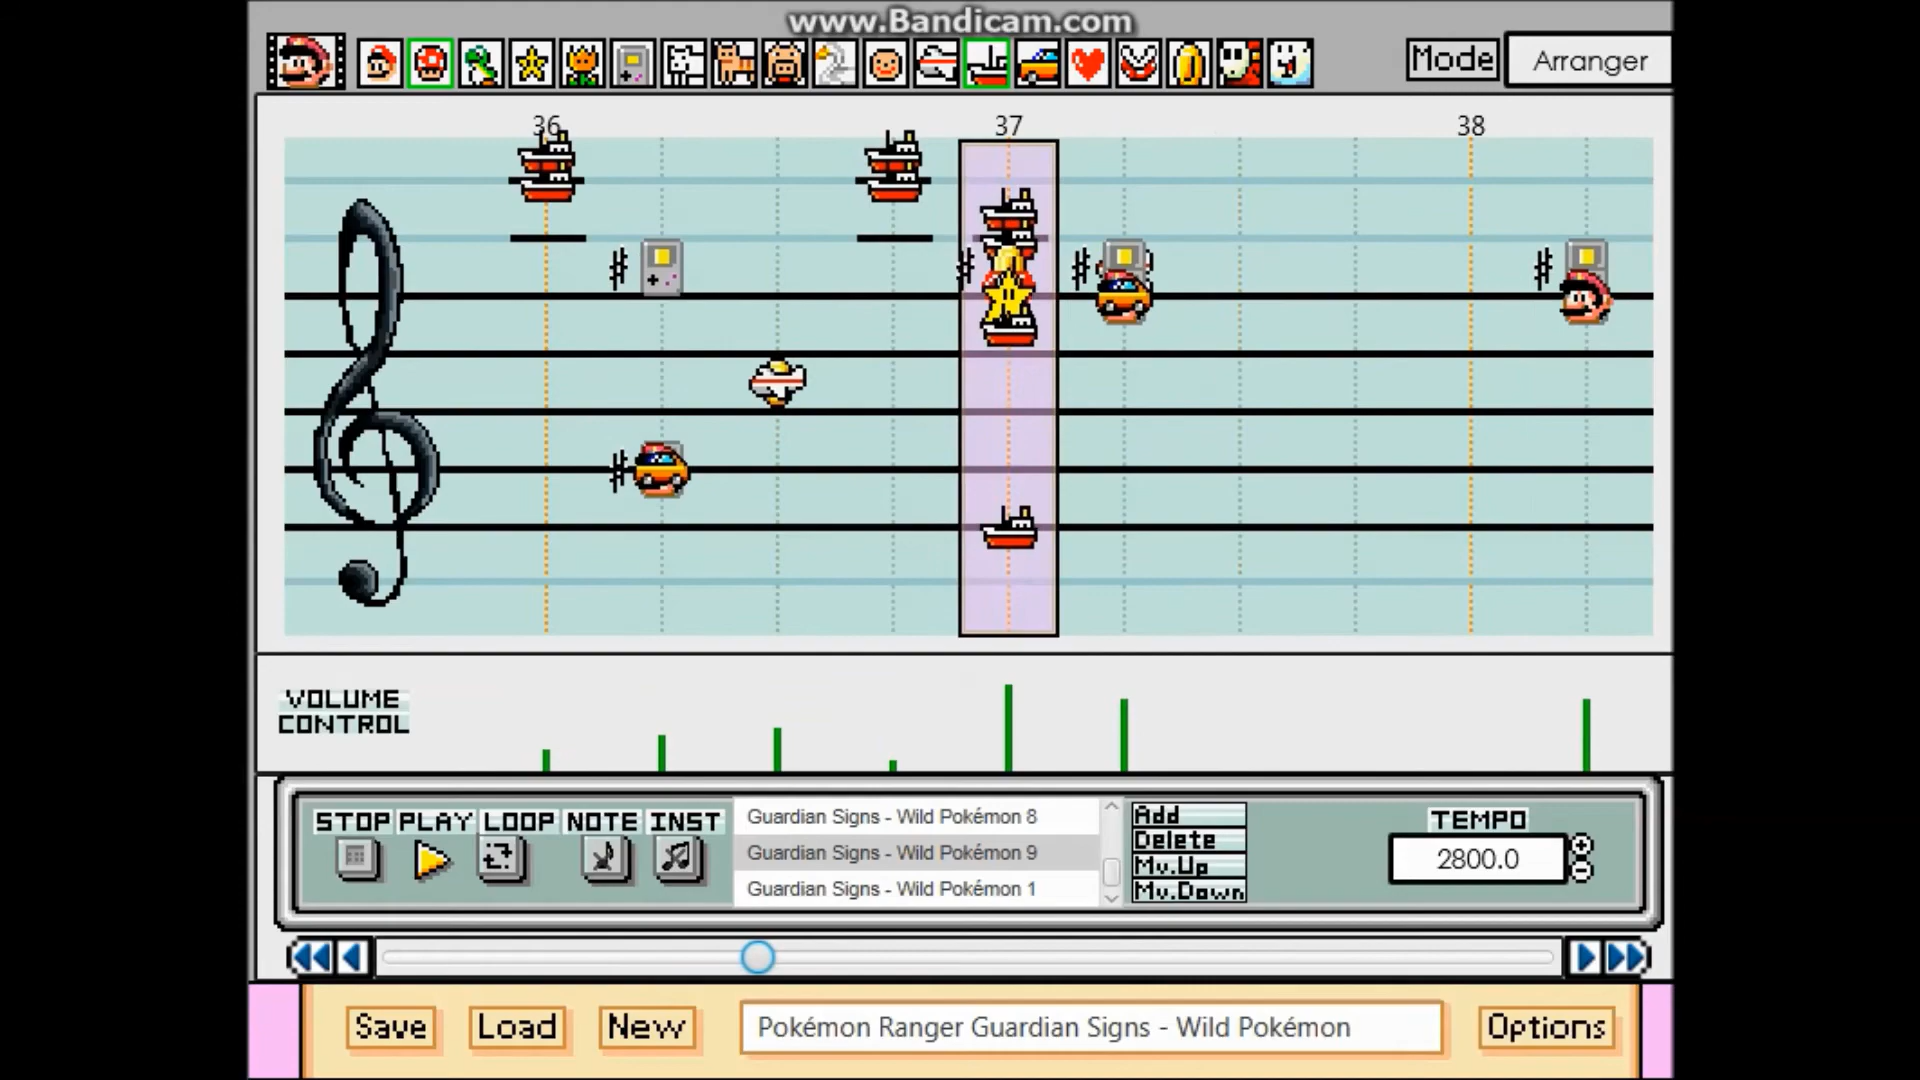 www.Bandicam.com
Mode
Arranger
36
37
38
VOLUME
CONTROL
STOP PLAY LOOP NOTE INST
Guardian Signs - Wild Pokémon 8
Guardian Signs - Wild Pokémon 9
Guardian Signs - Wild Pokémon 1
Add
Delete
Mv.Up
Mv.Down
TEMPO
2800.0
Save
Load
New
Pokémon Ranger Guardian Signs - Wild Pokémon
Options